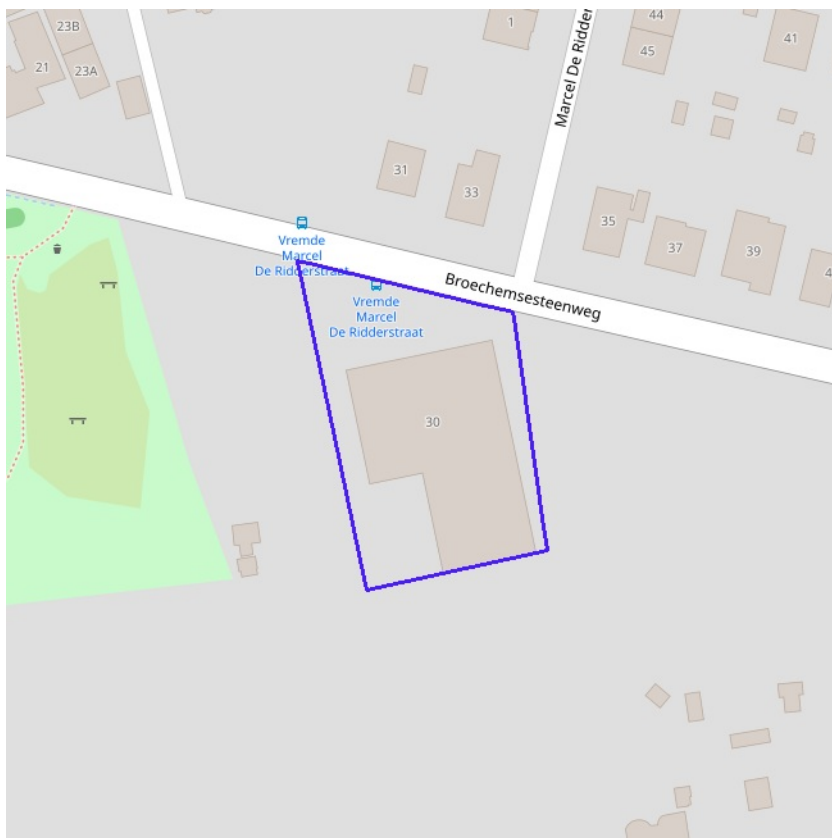 23B
1
44
41
21
23A
45
Marcel De Ridder
31
33
35
37
39
4
Vremde
Marcel
De Ridderstraat
Broechemsesteenweg
Vremde
Marcel
De Ridderstraat
30